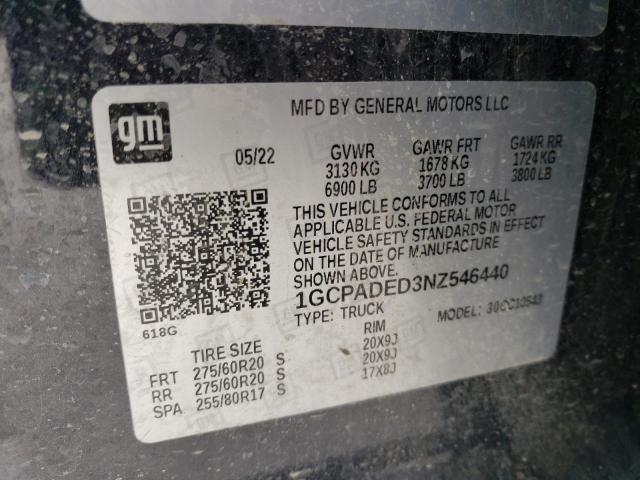 gm
MFD BY GENERAL MOTORS LLC
05/22 GVWR GAWR FRT GAWR RR
3130 KG 1678 KG 1724 KG
6900 LB 3700 LB 3800 LB
THIS VEHICLE CONFORMS TO ALL
APPLICABLE U.S. FEDERAL MOTOR
VEHICLE SAFETY STANDARDS IN EFFECT
ON THE DATE OF MANUFACTURE
SHOWN ABOVE.
1GCPADED3NZ546440
TYPE: TRUCK MODEL: 30CC10543
618G
TIRE SIZE RIM
FRT 275/60R20 S 20X9J
RR 275/60R20 S 20X9J
SPA 255/80R17 S 17X8J